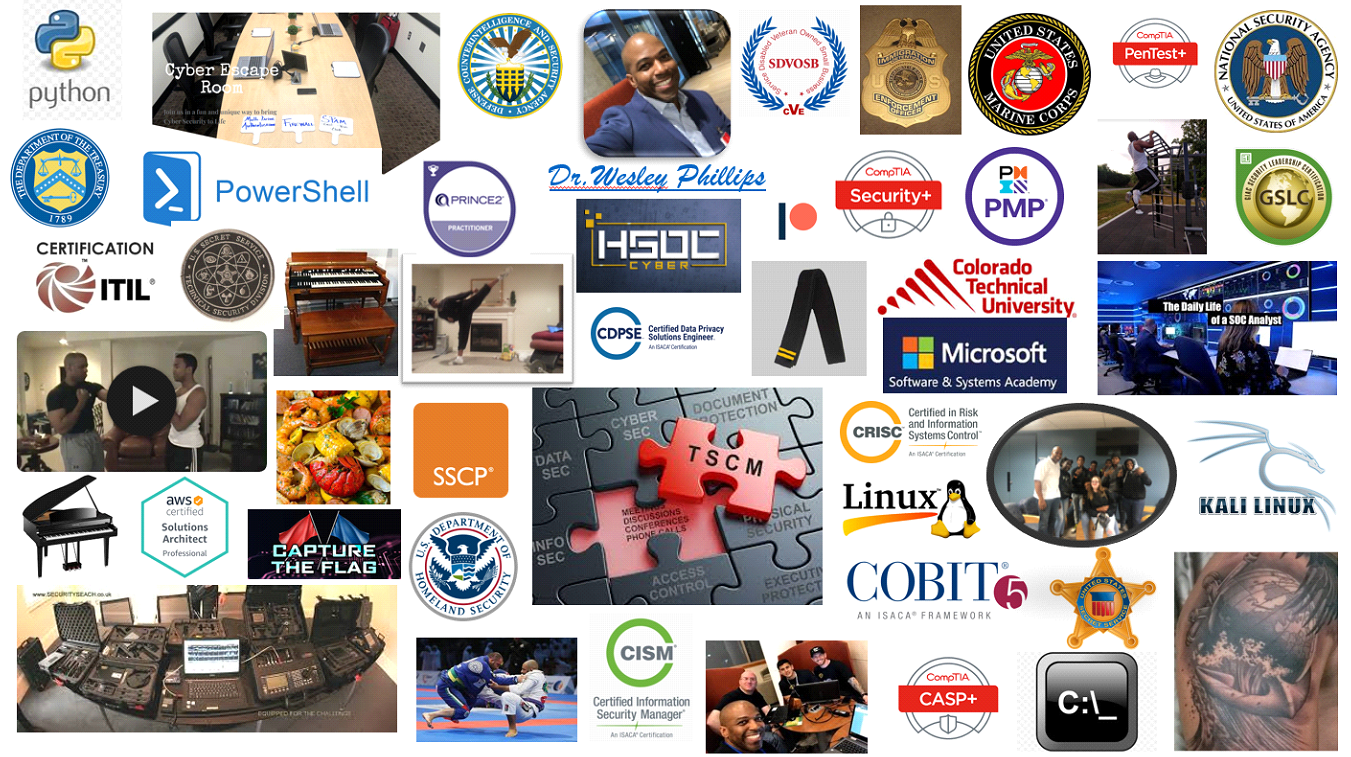 python
Cyber Escape
Room
Join us in a fun and unique way to bring
Cyber Security to Life
Firewall
DEFENSE COUNTERINTELLIGENCE AND SECURITY AGENCY
Service Disabled Veteran Owned Small Business
SDVOSB
CVE
IMMIGRATION
U S
ENFORCEMENT
OFFICER
UNITED STATES
MARINE CORPS
CompTIA
PenTest+
NATIONAL SECURITY AGENCY
UNITED STATES OF AMERICA
THE DEPARTMENT OF THE TREASURY
1789
PowerShell
PRINCE2
PRACTITIONER
Dr. Wesley Phillips
CompTIA
Security+
PMP
GIAC SECURITY LEADERSHIP CERTIFICATION
GSLC
CERTIFICATION
ITIL®
U.S. SECRET SERVICE
TECHNICAL SECURITY DIVISION
HSOC
CYBER
CDPSE
Certified Data Privacy
Solutions Engineer.
An ISACA® Certification
Colorado
Technical
University®
Microsoft
Software & Systems Academy
The Daily Life
of a SOC Analyst
SSCP®
CYBER
SEC
DOCUMENT
PROTECTION
DATA
SEC
TSCM
MEETINGS
DISCUSSIONS
CONFERENCES
PHONE CALLS
PHYSICAL
SECURITY
INFO
SEC
ACCESS
CONTROL
PROTECTION
CRISC
Certified in Risk
and Information
Systems Control
An ISACA® Certification
Linux™
KALI LINUX
aws
certified
Solutions
Architect
Professional
CAPTURE
THE FLAG
U.S. DEPARTMENT OF
HOMELAND SECURITY
COBIT® 5
AN ISACA® FRAMEWORK
UNITED STATES
SECRET SERVICE
EQUIPPED FOR THE CHALLENGE
CISM
Certified Information
Security Manager
An ISACA® Certification
CompTIA
CASP+
C:\_